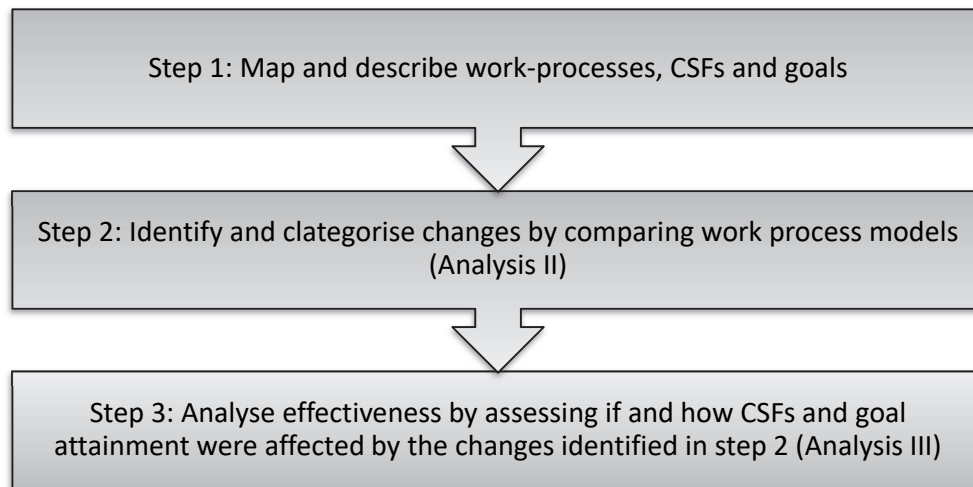 Step 1: Map and describe work-processes, CSFs and goals
Step 2: Identify and clategorise changes by comparing work process models
(Analysis II)
Step 3: Analyse effectiveness by assessing if and how CSFs and goal
attainment were affected by the changes identified in step 2 (Analysis III)